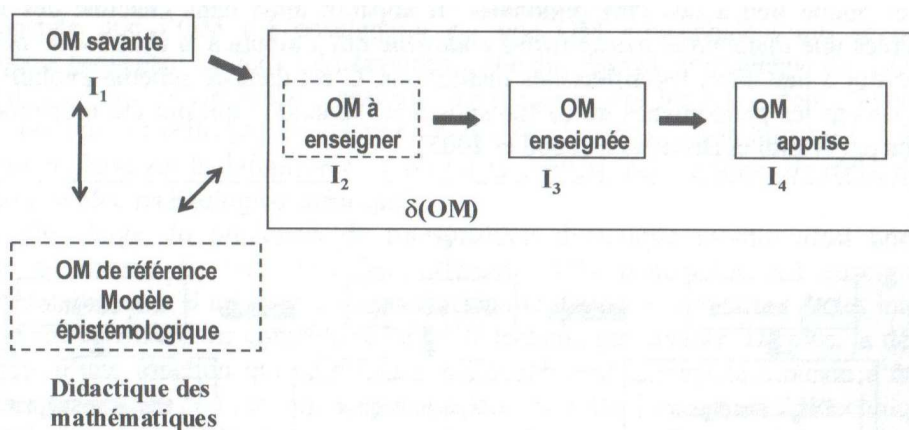 OM savante
I1
OM à
enseigner
I2
OM
enseignée
I3
OM
apprise
I4
δ(OM)
OM de référence
Modèle
épistémologique
Didactique des
mathématiques